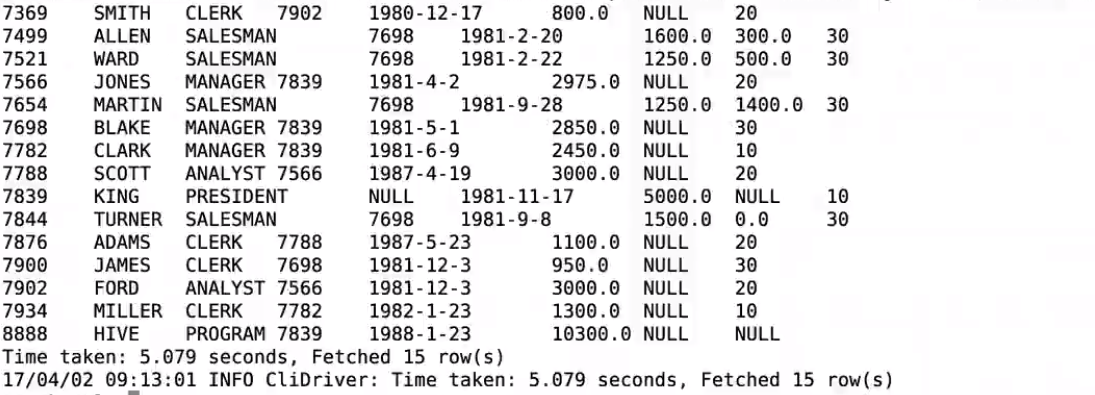 7369 SMITH CLERK 7902 1980-12-17 800.0 NULL 20
7499 ALLEN SALESMAN 7698 1981-2-20 1600.0 300.0 30
7521 WARD SALESMAN 7698 1981-2-22 1250.0 500.0 30
7566 JONES MANAGER 7839 1981-4-2 2975.0 NULL 20
7654 MARTIN SALESMAN 7698 1981-9-28 1250.0 1400.0 30
7698 BLAKE MANAGER 7839 1981-5-1 2850.0 NULL 30
7782 CLARK MANAGER 7839 1981-6-9 2450.0 NULL 10
7788 SCOTT ANALYST 7566 1987-4-19 3000.0 NULL 20
7839 KING PRESIDENT NULL 1981-11-17 5000.0 NULL 10
7844 TURNER SALESMAN 7698 1981-9-8 1500.0 0.0 30
7876 ADAMS CLERK 7788 1987-5-23 1100.0 NULL 20
7900 JAMES CLERK 7698 1981-12-3 950.0 NULL 30
7902 FORD ANALYST 7566 1981-12-3 3000.0 NULL 20
7934 MILLER CLERK 7782 1982-1-23 1300.0 NULL 10
8888 HIVE PROGRAM 7839 1988-1-23 10300.0 NULL NULL
Time taken: 5.079 seconds, Fetched 15 row(s)
17/04/02 09:13:01 INFO CliDriver: Time taken: 5.079 seconds, Fetched 15 row(s)